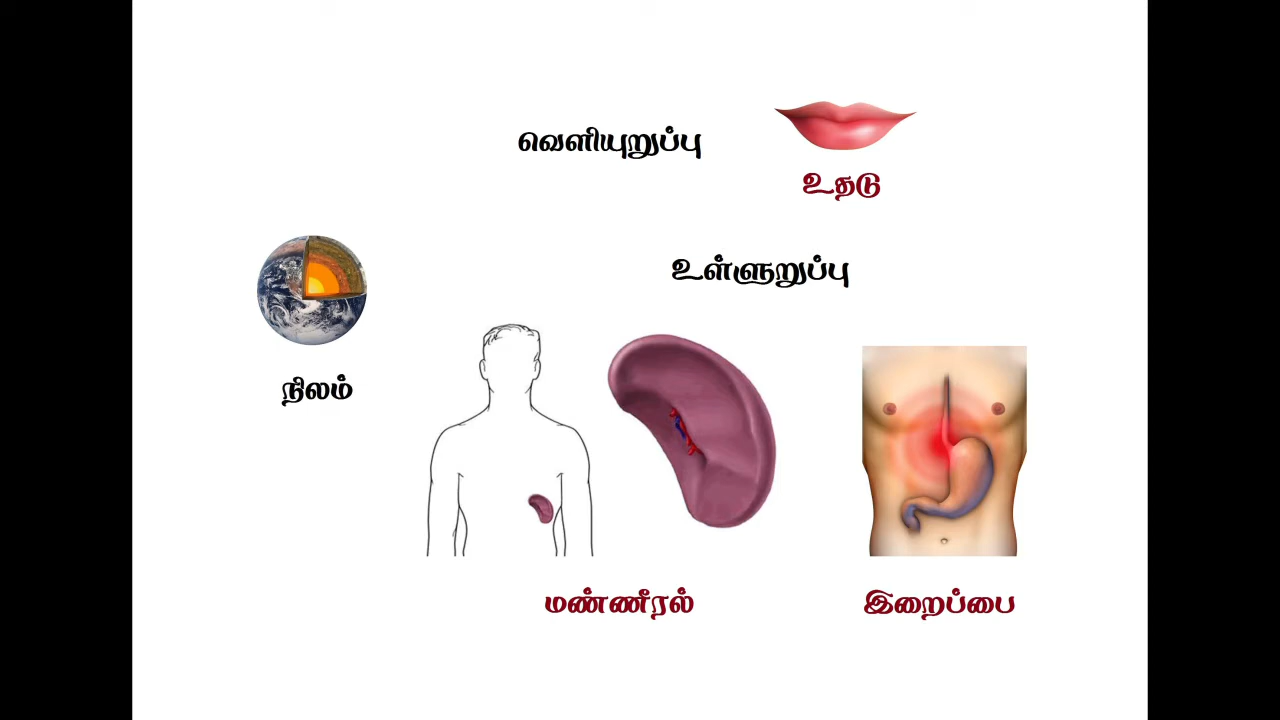 வெளியுறுப்பு
உதடு
உள்ளுறுப்பு
நிலம்
மண்ணீரல்
இறைப்பை